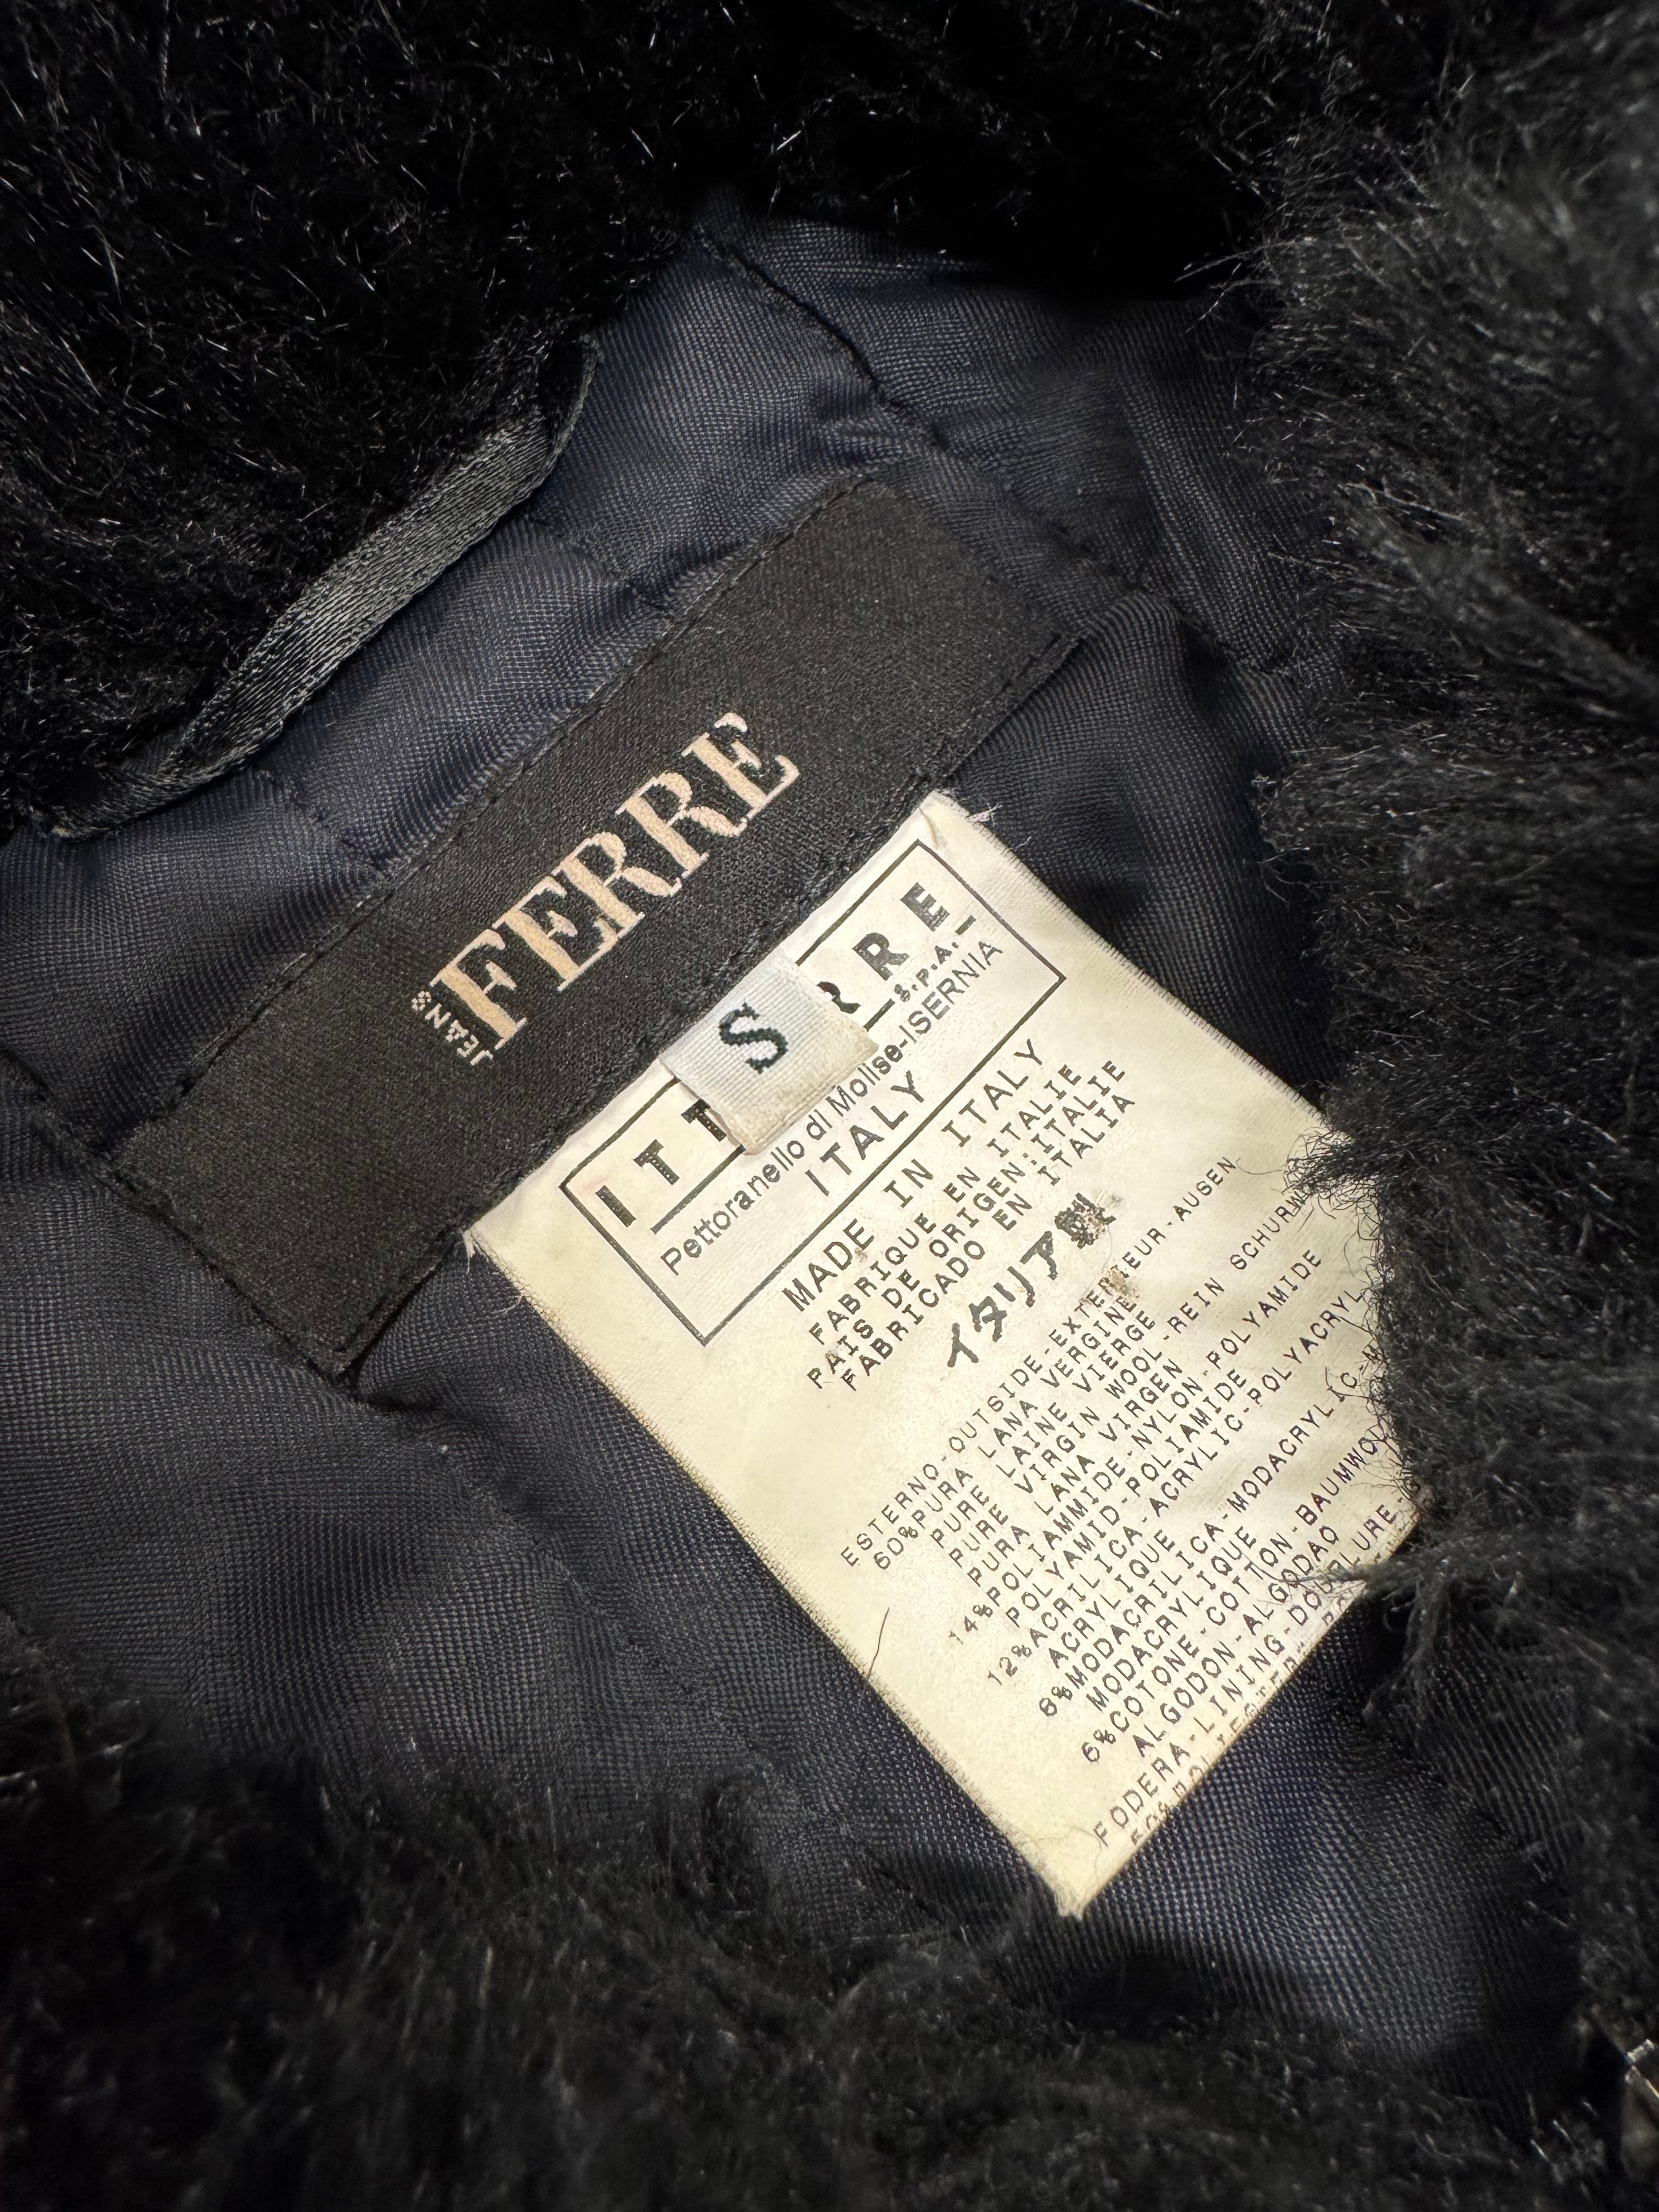 FERRE
JEANS
S
ITT RRE
S.P.A.
Pettoranello di Molise-ISERNIA
ITALY
MADE IN ITALY
FABRIQUE EN ITALIE
PAIS DE ORIGEN:ITALIE
FABRICADO EN ITALIA
イタリア製
ESTERNO-OUTSIDE-EXTERIEUR-AUSEN
60%PURA LANA VERGINE
PURE LAINE VIERGE
PURE VIRGIN WOOL-REIN SCHURW
PURA LANA VIRGEN
14%POLIAMMIDE-NYLON-POLYAMIDE
POLYAMID-POLIAMIDE
12%ACRILICA-ACRYLIC-POLYACRYL
ACRYLIQUE
8%MODACRILICA-MODACRYLIC-M
MODACRYLIQUE
6%COTONE-COTTON-BAUMWOL
ALGODON-ALGODAO
FODERA-LINING-DOUBLURE-